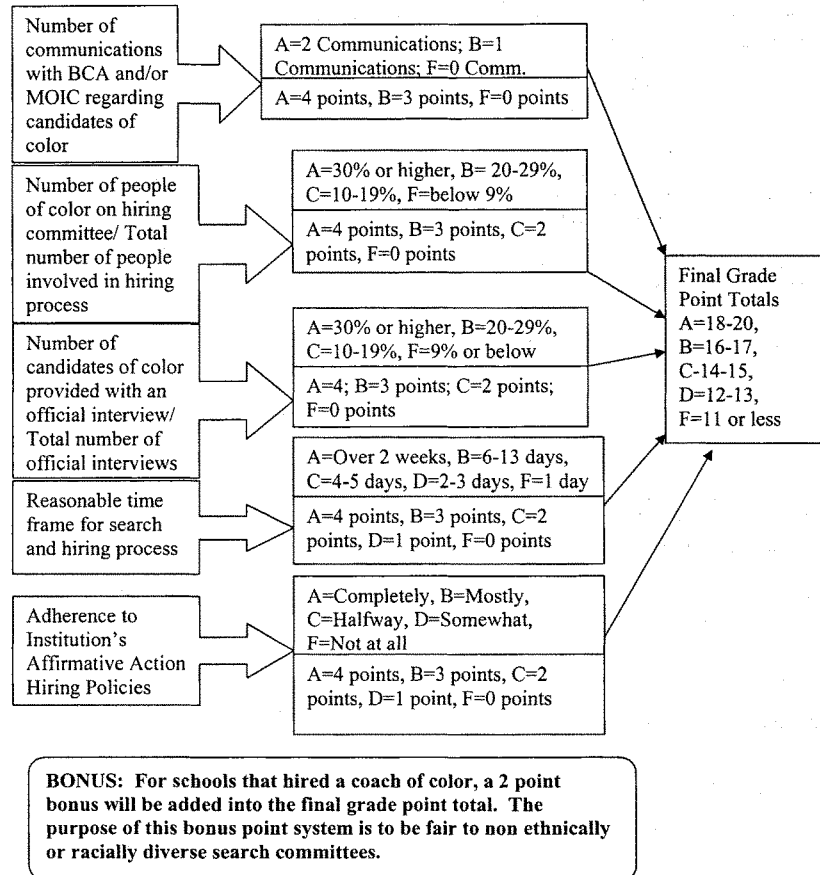 Number of
communications
with BCA and/or
MOIC regarding
candidates of
color
A=2 Communications; B=1
Communications; F=0 Comm.
A=4 points, B=3 points, F=0 points
Number of people
of color on hiring
committee/ Total
number of people
involved in hiring
process
A=30% or higher, B= 20-29%,
C=10-19%, F=below 9%
A=4 points, B=3 points, C=2
points, F=0 points
Number of
candidates of color
provided with an
official interview/
Total number of
official interviews
A=30% or higher, B=20-29%,
C=10-19%, F=9% or below
A=4; B=3 points; C=2 points;
F=0 points
Reasonable time
frame for search
and hiring process
A=Over 2 weeks, B=6-13 days,
C=4-5 days, D=2-3 days, F=1 day
A=4 points, B=3 points, C=2
points, D=1 point, F=0 points
Adherence to
Institution's
Affirmative Action
Hiring Policies
A=Completely, B=Mostly,
C=Halfway, D=Somewhat,
F=Not at all
A=4 points, B=3 points, C=2
points, D=1 point, F=0 points
Final Grade
Point Totals
A=18-20,
B=16-17,
C-14-15,
D=12-13,
F=11 or less
BONUS: For schools that hired a coach of color, a 2 point
bonus will be added into the final grade point total. The
purpose of this bonus point system is to be fair to non ethnically
or racially diverse search committees.